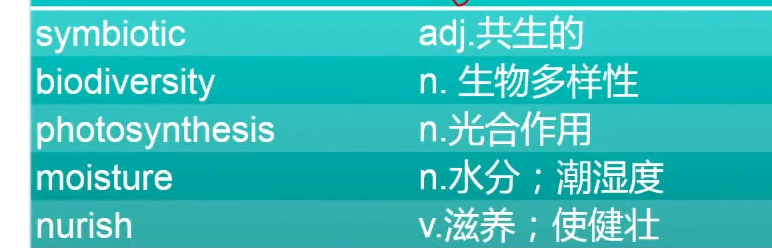 symbiotic adj.共生的
biodiversity n. 生物多样性
photosynthesis n.光合作用
moisture n.水分；潮湿度
nurish v.滋养；使健壮